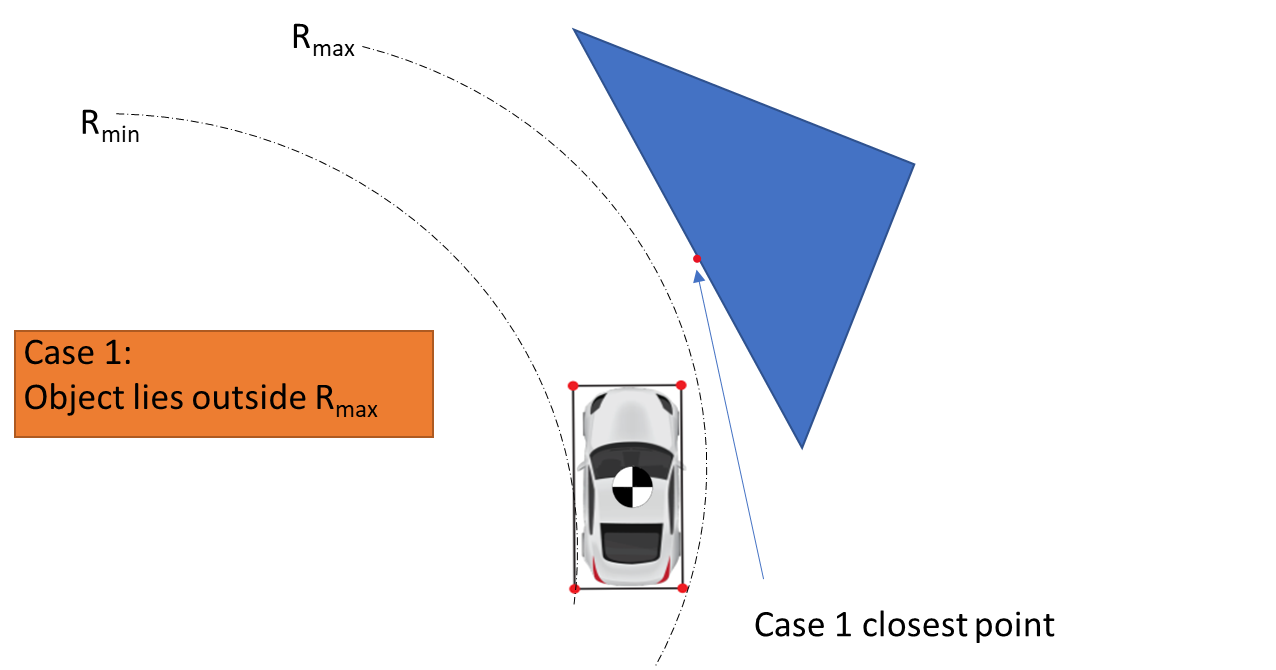 Rmax
Rmin
Case 1:
Object lies outside Rmax
Case 1 closest point